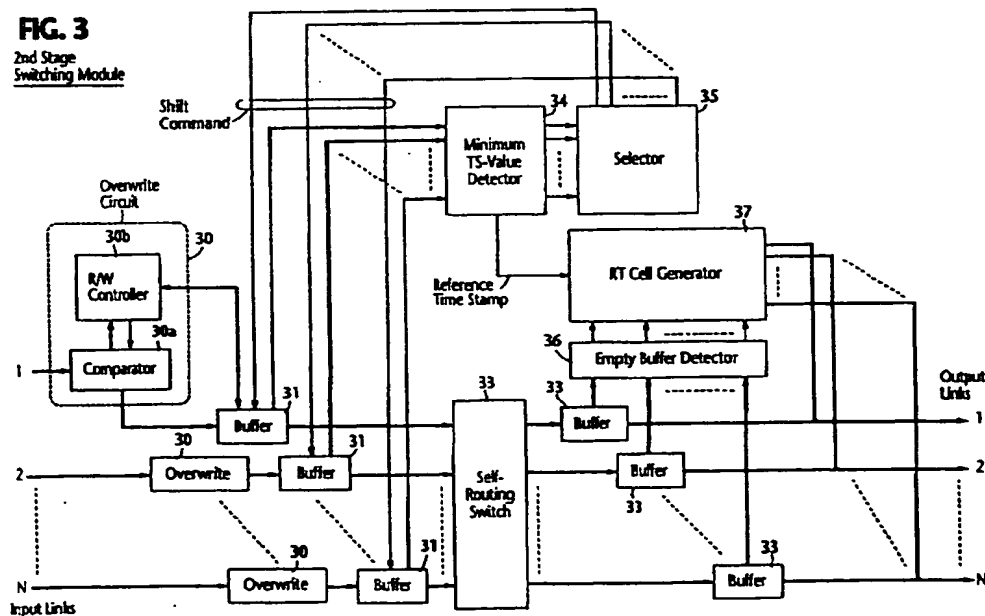 FIG. 3
2nd Stage
Switching Module
Shift
Command
34
35
Minimum
TS-Value
Detector
Selector
Overwrite
Circuit
30b
30
R/W
Controller
37
RT Cell Generator
Reference
Time Stamp
30a
1
Comparator
36
Empty Buffer Detector
Output
Links
31
33
33
Buffer
Buffer
1
30
31
2
Overwrite
Buffer
Self-
Routing
Switch
Buffer
33
2
30
31
33
N
Overwrite
Buffer
Buffer
N
Input Links